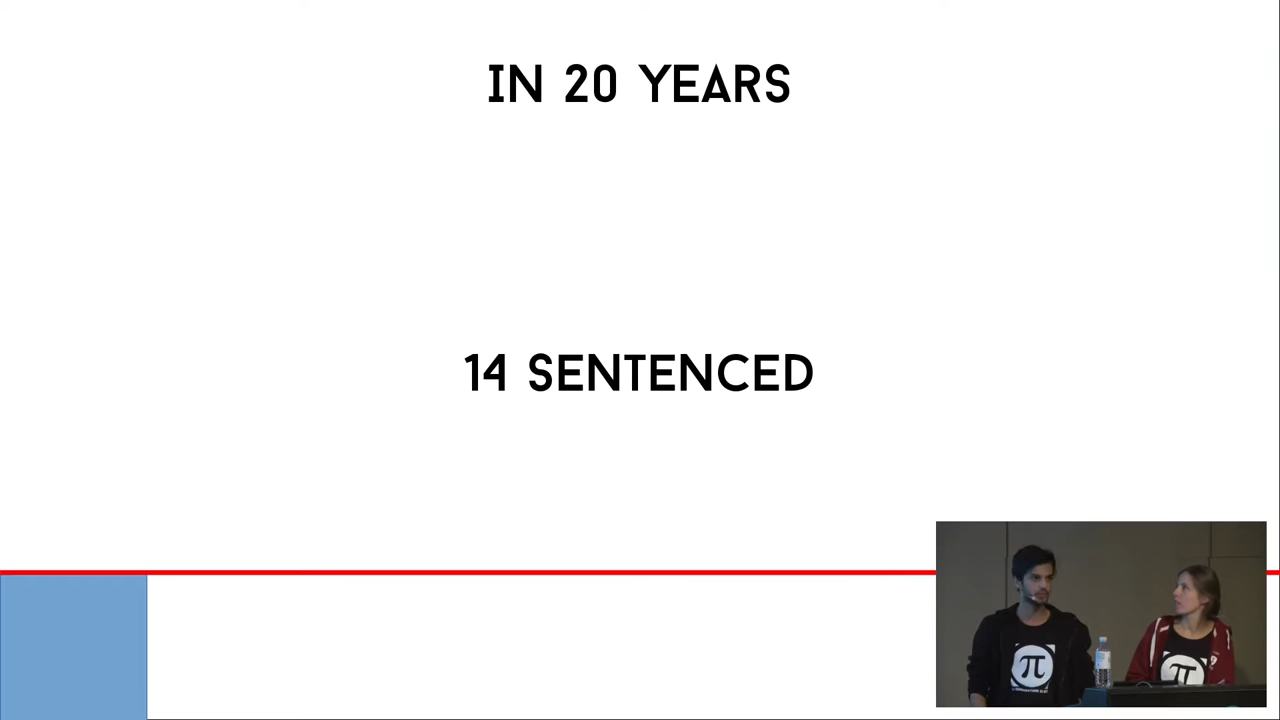 IN 20 YEARS
14 SENTENCED
π
π